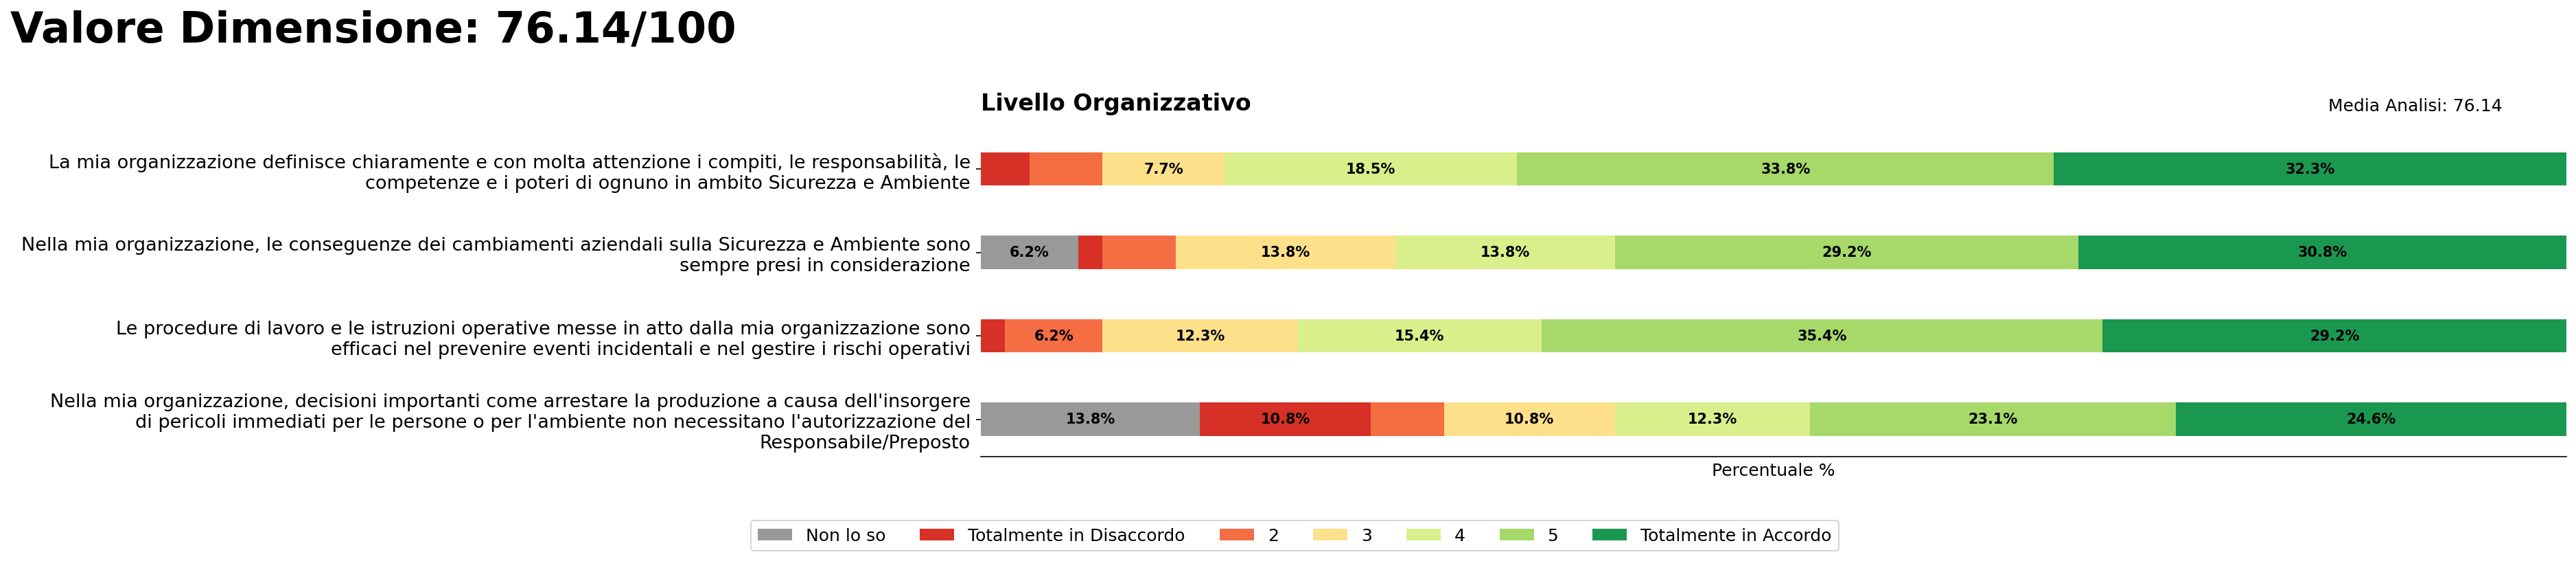 Valore Dimensione: 76.14/100
Livello Organizzativo
Media Analisi: 76.14
La mia organizzazione definisce chiaramente e con molta attenzione i compiti, le responsabilità, le
competenze e i poteri di ognuno in ambito Sicurezza e Ambiente
7.7% 18.5% 33.8% 32.3%
Nella mia organizzazione, le conseguenze dei cambiamenti aziendali sulla Sicurezza e Ambiente sono
sempre presi in considerazione
6.2% 13.8% 13.8% 29.2% 30.8%
Le procedure di lavoro e le istruzioni operative messe in atto dalla mia organizzazione sono
efficaci nel prevenire eventi incidentali e nel gestire i rischi operativi
6.2% 12.3% 15.4% 35.4% 29.2%
Nella mia organizzazione, decisioni importanti come arrestare la produzione a causa dell'insorgere
di pericoli immediati per le persone o per l'ambiente non necessitano l'autorizzazione del
Responsabile/Preposto
13.8% 10.8% 10.8% 12.3% 23.1% 24.6%
Percentuale %
Non lo so Totalmente in Disaccordo 2 3 4 5 Totalmente in Accordo